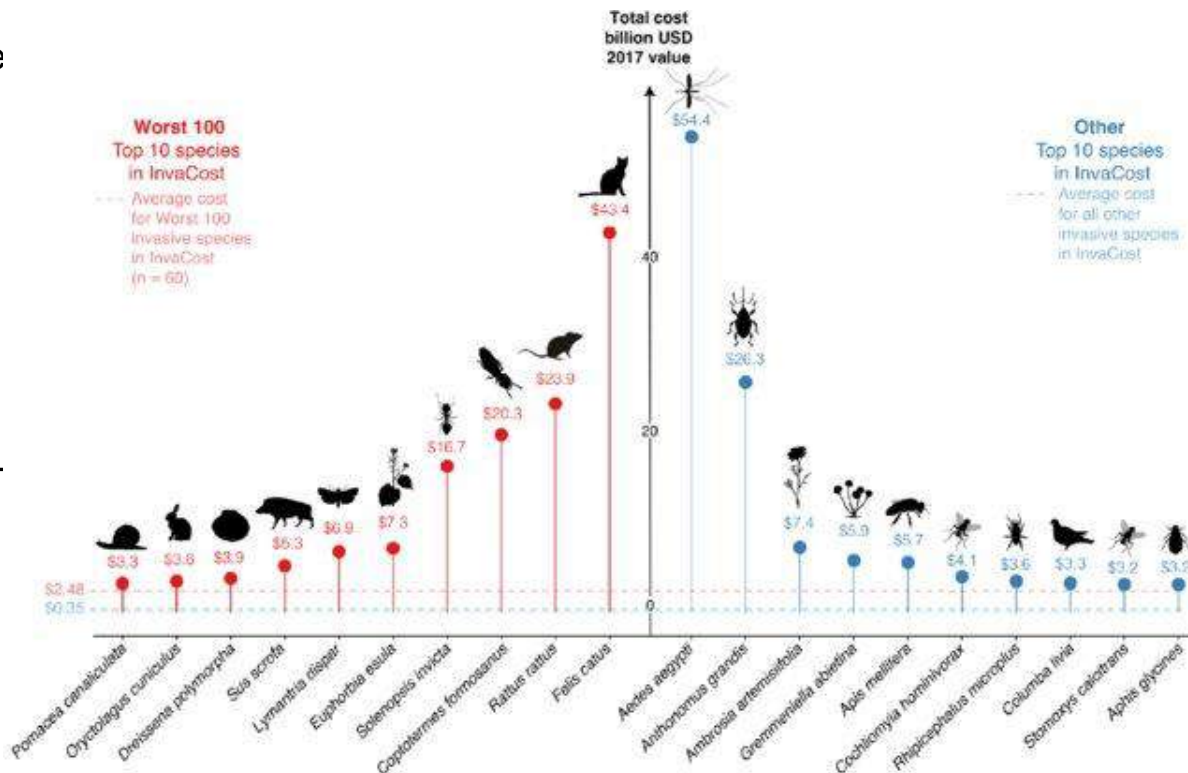 e
Total cost
billion USD
2017 value
Worst 100
Top 10 species
in InvaCost
Average cost
for Worst 100
Invasive species
in InvaCost
(n = 60)
Other
Top 10 species
in InvaCost
Average cost
for all other
invasive species
in InvaCost
$3.3
$3.6
$3.9
$5.3
$6.9
$7.3
$16.7
$20.3
$23.9
$43.4
$54.4
$26.3
$7.4
$5.9
$5.7
$4.1
$3.6
$3.3
$3.2
40
20
0
$2.48
$0.35
Pomacea canaliculata
Oryctolagus cuniculus
Dreissena polymorpha
Sus scrofa
Lymantria dispar
Euphorbia esula
Solenopsis invicta
Coptotermes formosanus
Rattus rattus
Felis catus
Aedes aegypti
Anthonomus grandis
Ambrosia artemisiifolia
Gremmeniella abietina
Apis mellifera
Cochliomyia hominivorax
Rhipicephalus microplus
Columba livia
Stomoxys calcitrans
Aphis glycines